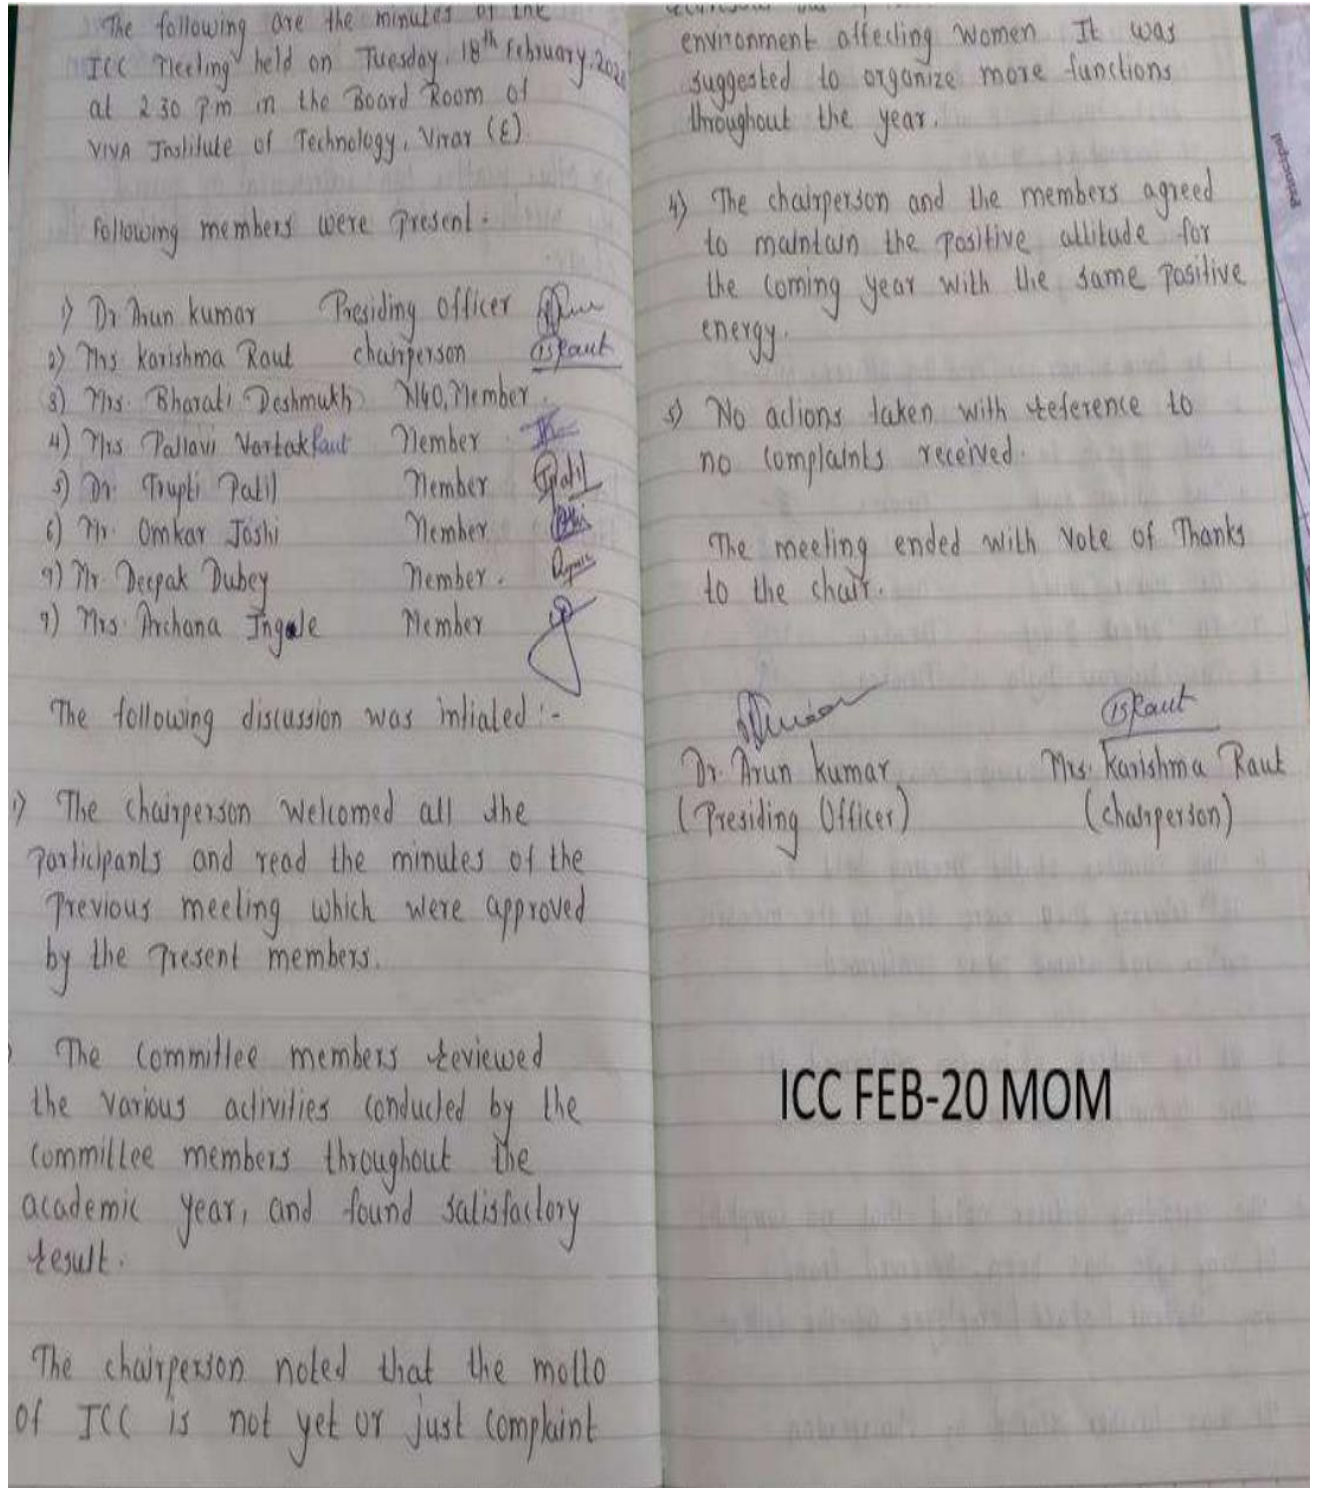 The following are the minutes of the
ICC Meeting held on Tuesday, 18th February, 2020
at 2 30 Pm in the Board Room of
VIVA Institute of Technology, Virar (E)
Following members were present -
1) Dr Arun kumar Presiding Officer
2) Mrs Karishma Raut chairperson
3) Mrs. Bharati Deshmukh NGO, Member
4) Mrs Pallavi Vartak Raut Member
5) Dr. Trupti Patil Member
6) Mr. Omkar Joshi Member
7) Mr. Deepak Dubey Member.
9) Mrs. Archana Ingale Member
The following discussion was intiated :-
1) The chairperson welcomed all the
participants and read the minutes of the
previous meeting which were approved
by the present members.
The committee members reviewed
the various activities conducted by the
committee members throughout the
academic year, and found satisfactory
result.
The chairperson noted that the motto
of ICC is not yet or just complaint
environment affecting women It was
suggested to organize more functions
throughout the year.
4) The chairperson and the members agreed
to maintain the positive attitude for
the coming year with the same positive
energy.
5) No actions taken with reference to
no complaints received.
The meeting ended with Vote of Thanks
to the chair.
Raut
Dr. Arun kumar Mrs. Karishma Raut
(Presiding Officer) (chairperson)
ICC FEB-20 MOM
Principal